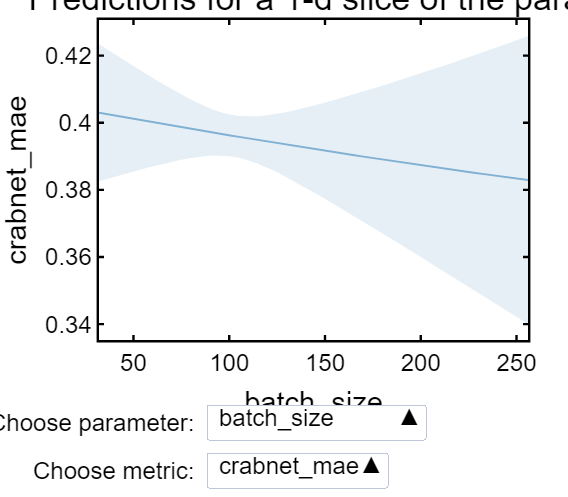 Predictions for a 1-d slice of the para
0.42
0.4
0.38
0.36
0.34
crabnet_mae
50 100 150 200 250
batch_size
Choose parameter: batch_size ▲
Choose metric: crabnet_mae ▲